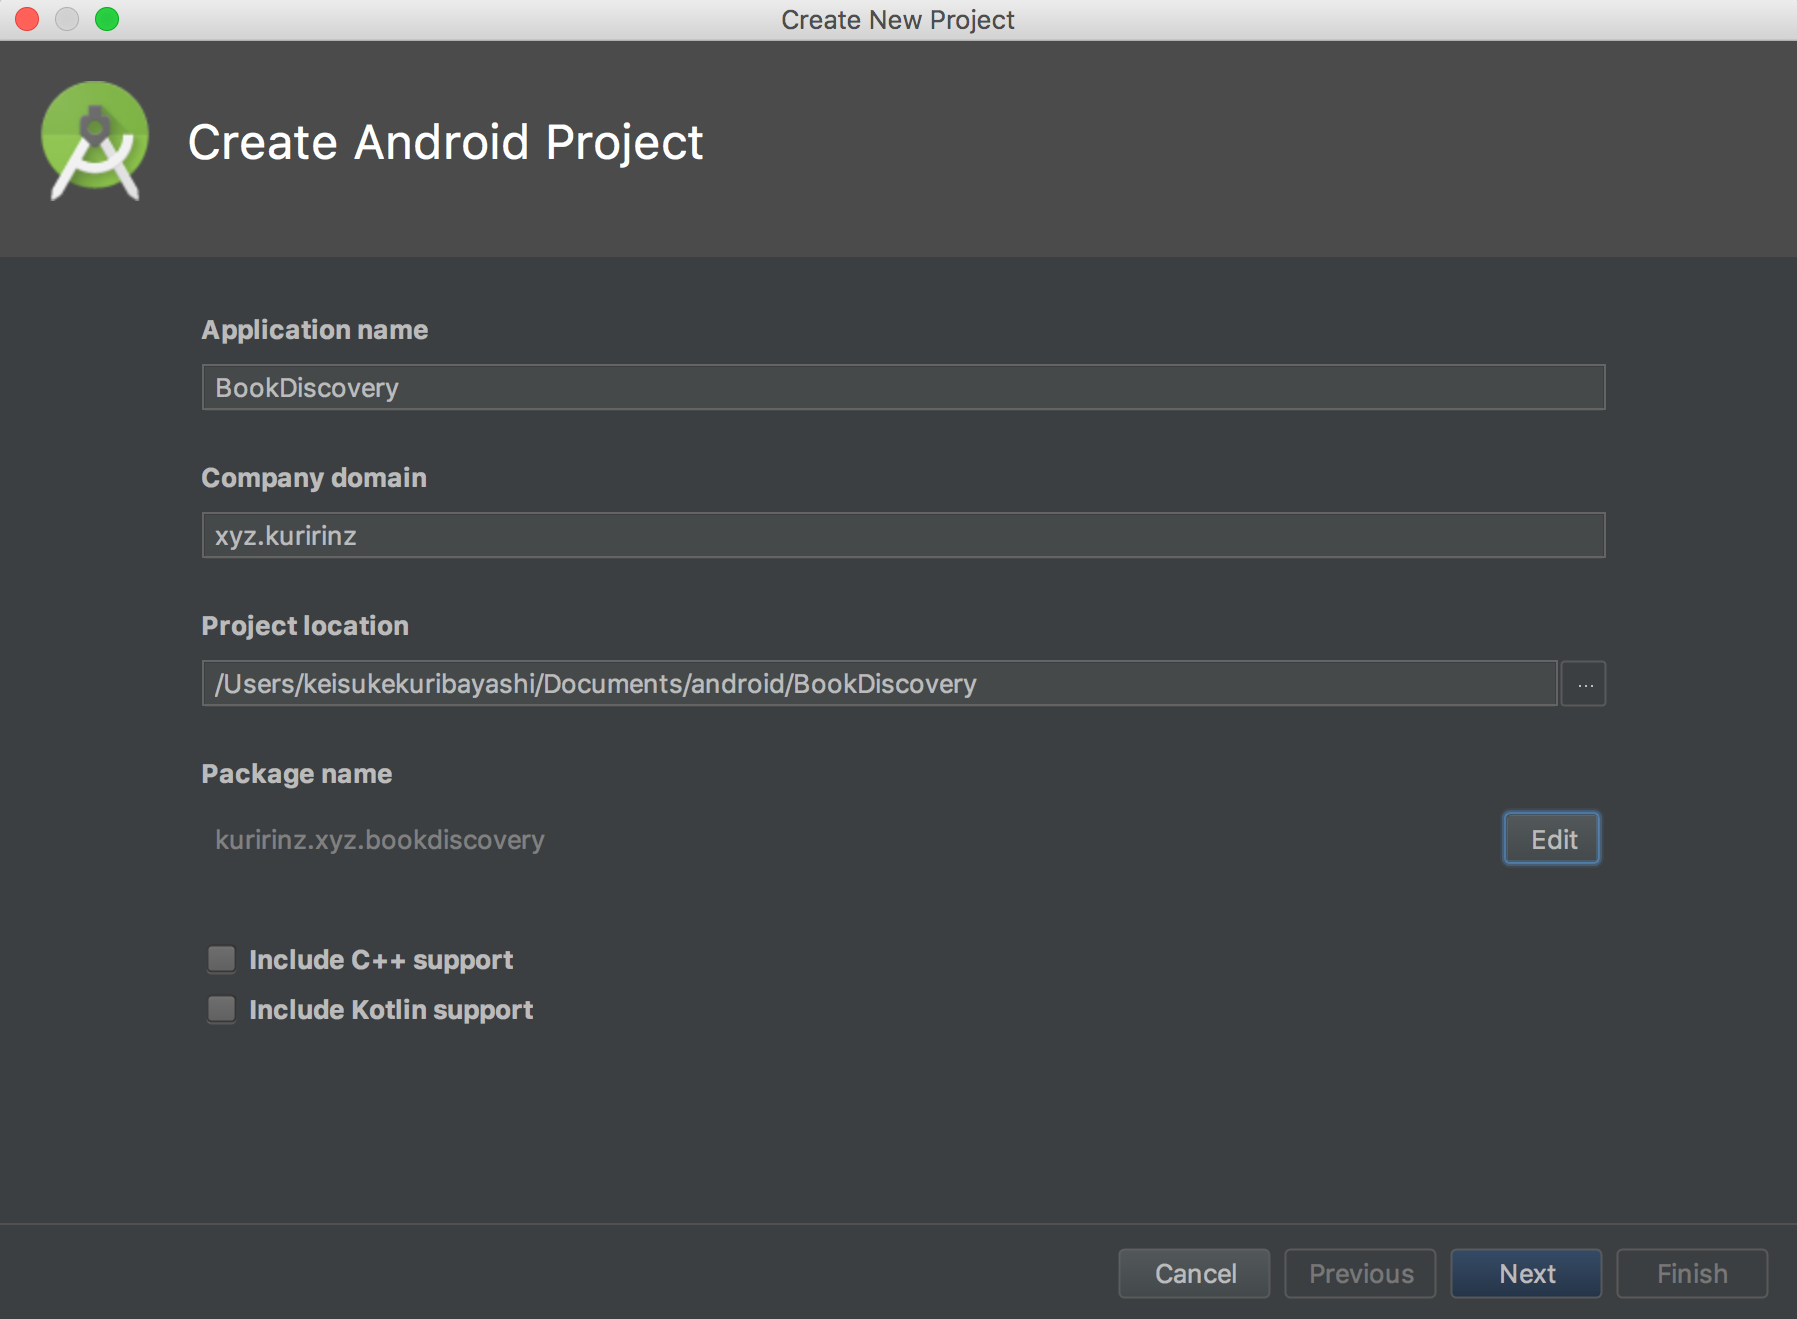 Create New Project
Create Android Project
Application name
BookDiscovery
Company domain
xyz.kuririnz
Project location
/Users/keisukekuribayashi/Documents/android/BookDiscovery
...
Package name
kuririnz.xyz.bookdiscovery
Edit
Include C++ support
Include Kotlin support
Cancel
Previous
Next
Finish